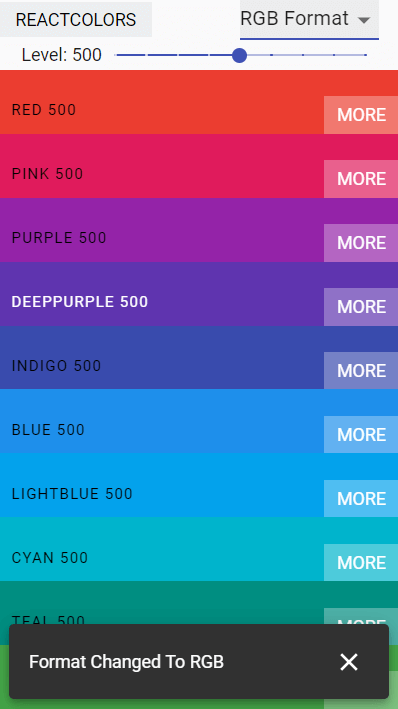 REACTCOLORS
RGB Format
Level: 500
RED 500
MORE
PINK 500
MORE
PURPLE 500
MORE
DEEPPURPLE 500
MORE
INDIGO 500
MORE
BLUE 500
MORE
LIGHTBLUE 500
MORE
CYAN 500
MORE
TEAL 500
MORE
Format Changed To RGB